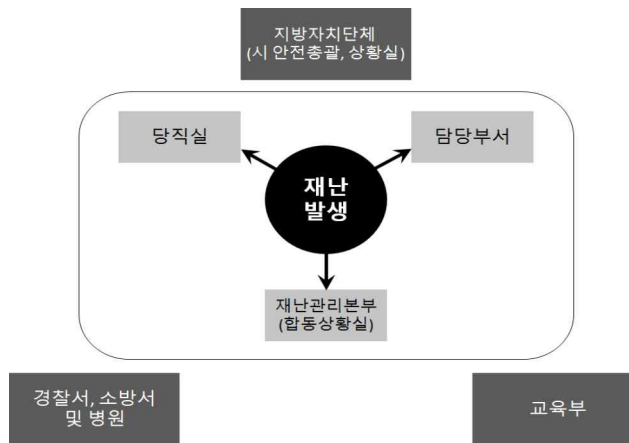 지방자치단체
(시 안전총괄, 상황실)
당직실
담당부서
재난
발생
재난관리본부
(합동상황실)
경찰서, 소방서
및 병원
교육부